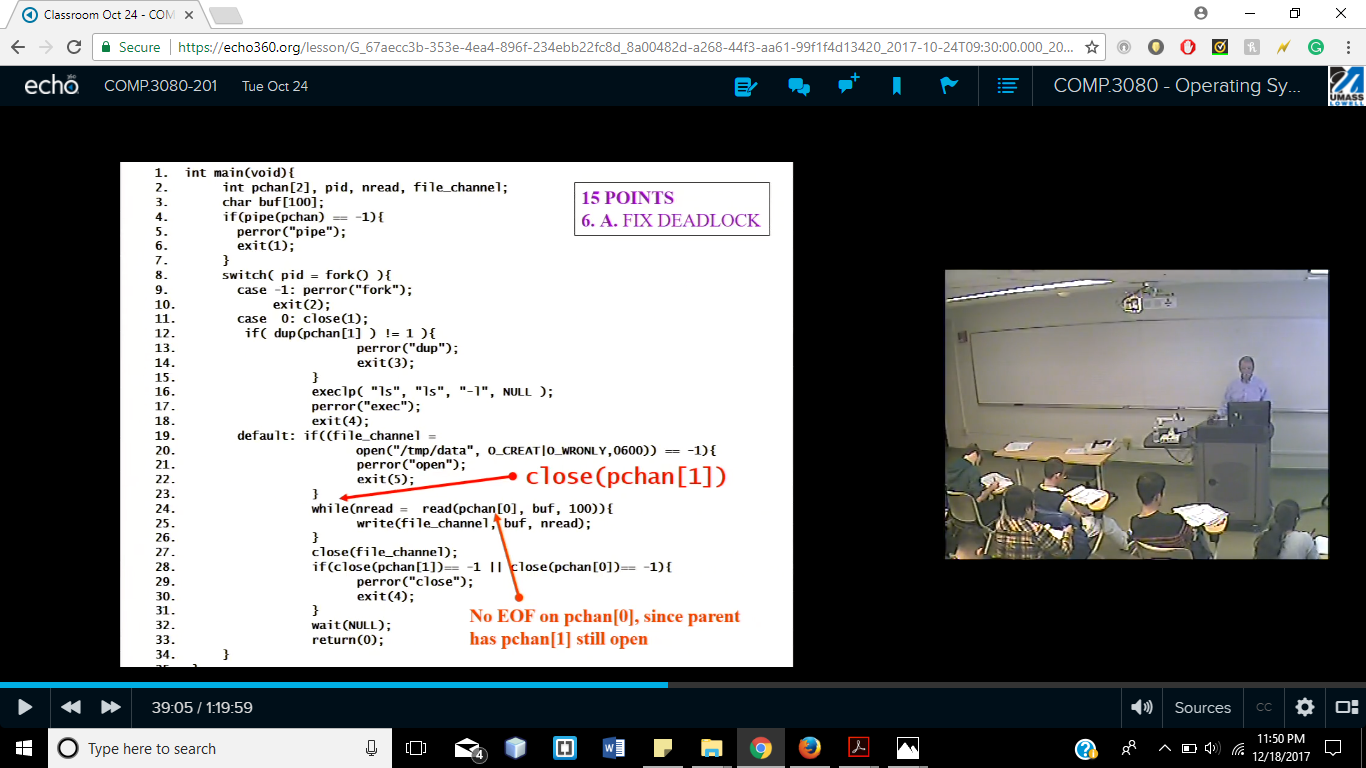 Classroom Oct 24 - COM
Secure
https://echo360.org/lesson/G_67aecc3b-353e-4ea4-896f-234ebb22fc8d_8a00482d-a268-44f3-aa61-99f1f4d13420_2017-10-24T09:30:00.000_20...
echo 360
COMP.3080-201
Tue Oct 24
COMP.3080 - Operating Sy...
UMASS
LOWELL
1. int main(void){
2. int pchan[2], pid, nread, file_channel;
3. char buf[100];
4. if(pipe(pchan) == -1){
5. perror("pipe");
6. exit(1);
7. }
8. switch( pid = fork() ){
9. case -1: perror("fork");
10. exit(2);
11. case 0: close(1);
12. if( dup(pchan[1] ) != 1 ){
13. perror("dup");
14. exit(3);
15. }
16. execlp( "ls", "ls", "-l", NULL );
17. perror("exec");
18. exit(4);
19. default: if((file_channel =
20. open("/tmp/data", O_CREAT|O_WRONLY,0600)) == -1){
21. perror("open");
22. exit(5);
23. }
24. while(nread = read(pchan[0], buf, 100)){
25. write(file_channel, buf, nread);
26. }
27. close(file_channel);
28. if(close(pchan[1])== -1 || close(pchan[0])== -1){
29. perror("close");
30. exit(4);
31. }
32. wait(NULL);
33. return(0);
34. }
15 POINTS
6. A. FIX DEADLOCK
close(pchan[1])
No EOF on pchan[0], since parent
has pchan[1] still open
39:05 / 1:19:59
Sources
CC
Type here to search
4
11:50 PM
12/18/2017